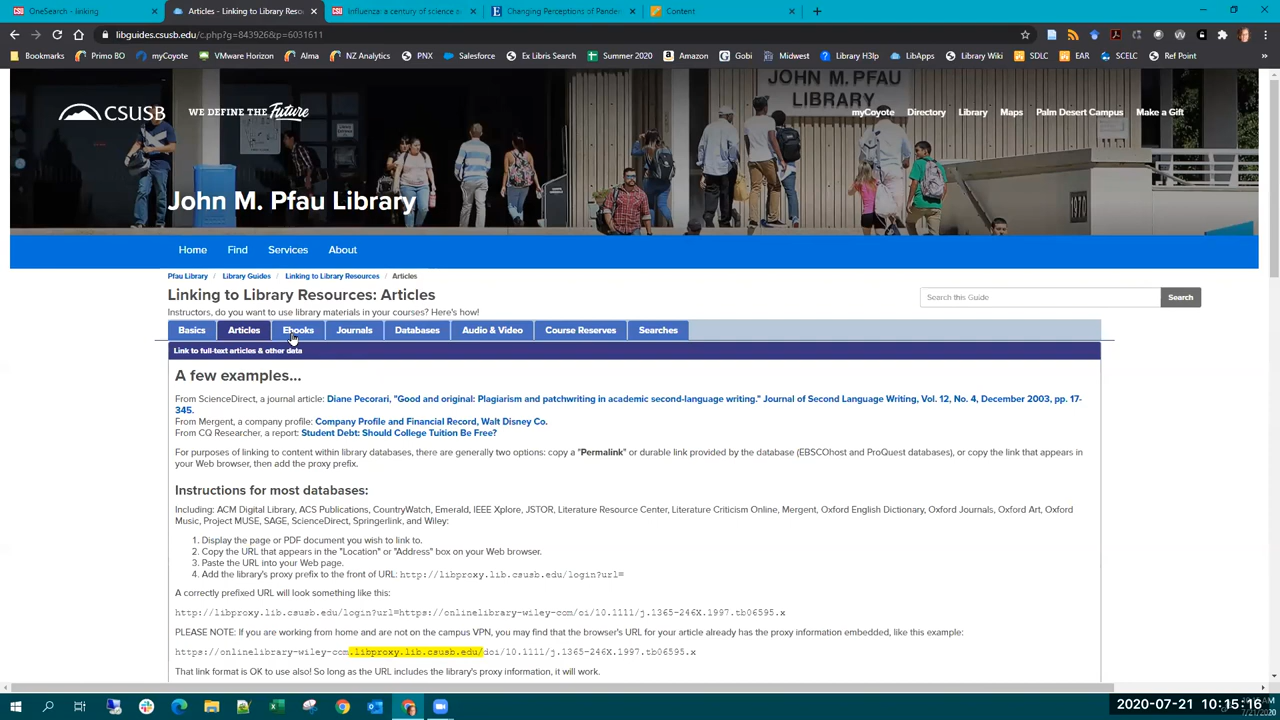 OneSearch - linking
Articles - Linking to Library Resou
Influenza: a century of science a
Changing Perceptions of Pandem
Content
libguides.csusb.edu/c.php?g=843926&p=6031611
Bookmarks Primo BO myCoyote PNX Salesforce Ex Libris Search Summer 2020 Amazon Gobi Midwest Library H3lp LibApps Library Wiki SDLC EAR SCELC Ref Point »
Voyager (H) Alma NZ Analytics
JOHN M. PFAU
LIBRARY
CSUSB WE DEFINE THE Future
myCoyote Directory Library Maps Palm Desert Campus Make a Gift
John M. Pfau Library
Home Find Services About
Pfau Library / Library Guides / Linking to Library Resources / Articles
Linking to Library Resources: Articles
Search this Guide Search
Instructors, do you want to use library materials in your courses? Here's how!
Basics Articles Ebooks Journals Databases Audio & Video Course Reserves Searches
Link to full-text articles & other data
A few examples...
From ScienceDirect, a journal article: Diane Pecorari, "Good and original: Plagiarism and patchwriting in academic second-language writing." Journal of Second Language Writing, Vol. 12, No. 4, December 2003, pp. 17-
345.
From Mergent, a company profile: Company Profile and Financial Record, Walt Disney Co.
From CQ Researcher, a report: Student Debt: Should College Tuition Be Free?
For purposes of linking to content within library databases, there are generally two options: copy a "Permalink" or durable link provided by the database (EBSCOhost and ProQuest databases), or copy the link that appears in
your Web browser, then add the proxy prefix.
Instructions for most databases:
Including: ACM Digital Library, ACS Publications, CountryWatch, Emerald, IEEE Xplore, JSTOR, Literature Resource Center, Literature Criticism Online, Mergent, Oxford English Dictionary, Oxford Journals, Oxford Art, Oxford
Music, Project MUSE, SAGE, ScienceDirect, Springerlink, and Wiley:
1. Display the page or PDF document you wish to link to.
2. Copy the URL that appears in the "Location" or "Address" box on your Web browser.
3. Paste the URL into your Web page.
4. Add the library's proxy prefix to the front of URL: http://libproxy.lib.csusb.edu/login?url=
A correctly prefixed URL will look something like this:
http://libproxy.lib.csusb.edu/login?url=https://onlinelibrary-wiley-com/oi/10.1111/j.1365-246X.1997.tb06595.x
PLEASE NOTE: If you are working from home and are not on the campus VPN, you may find that the browser's URL for your article already has the proxy information embedded, like this example:
https://onlinelibrary-wiley-com.libproxy.lib.csusb.edu/doi/10.1111/j.1365-246X.1997.tb06595.x
That link format is OK to use also! So long as the URL includes the library's proxy information, it will work.
2020-07-21 10:15:16